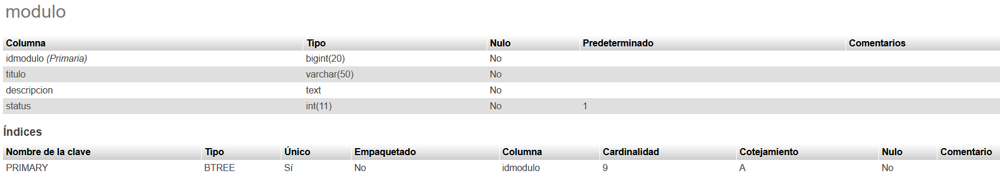 modulo
Columna Tipo Nulo Predeterminado Comentarios
idmodulo (Primaria) bigint(20) No
titulo varchar(50) No
descripcion text No
status int(11) No 1
Índices
Nombre de la clave Tipo Único Empaquetado Columna Cardinalidad Cotejamiento Nulo Comentario
PRIMARY BTREE Sí No idmodulo 9 A No